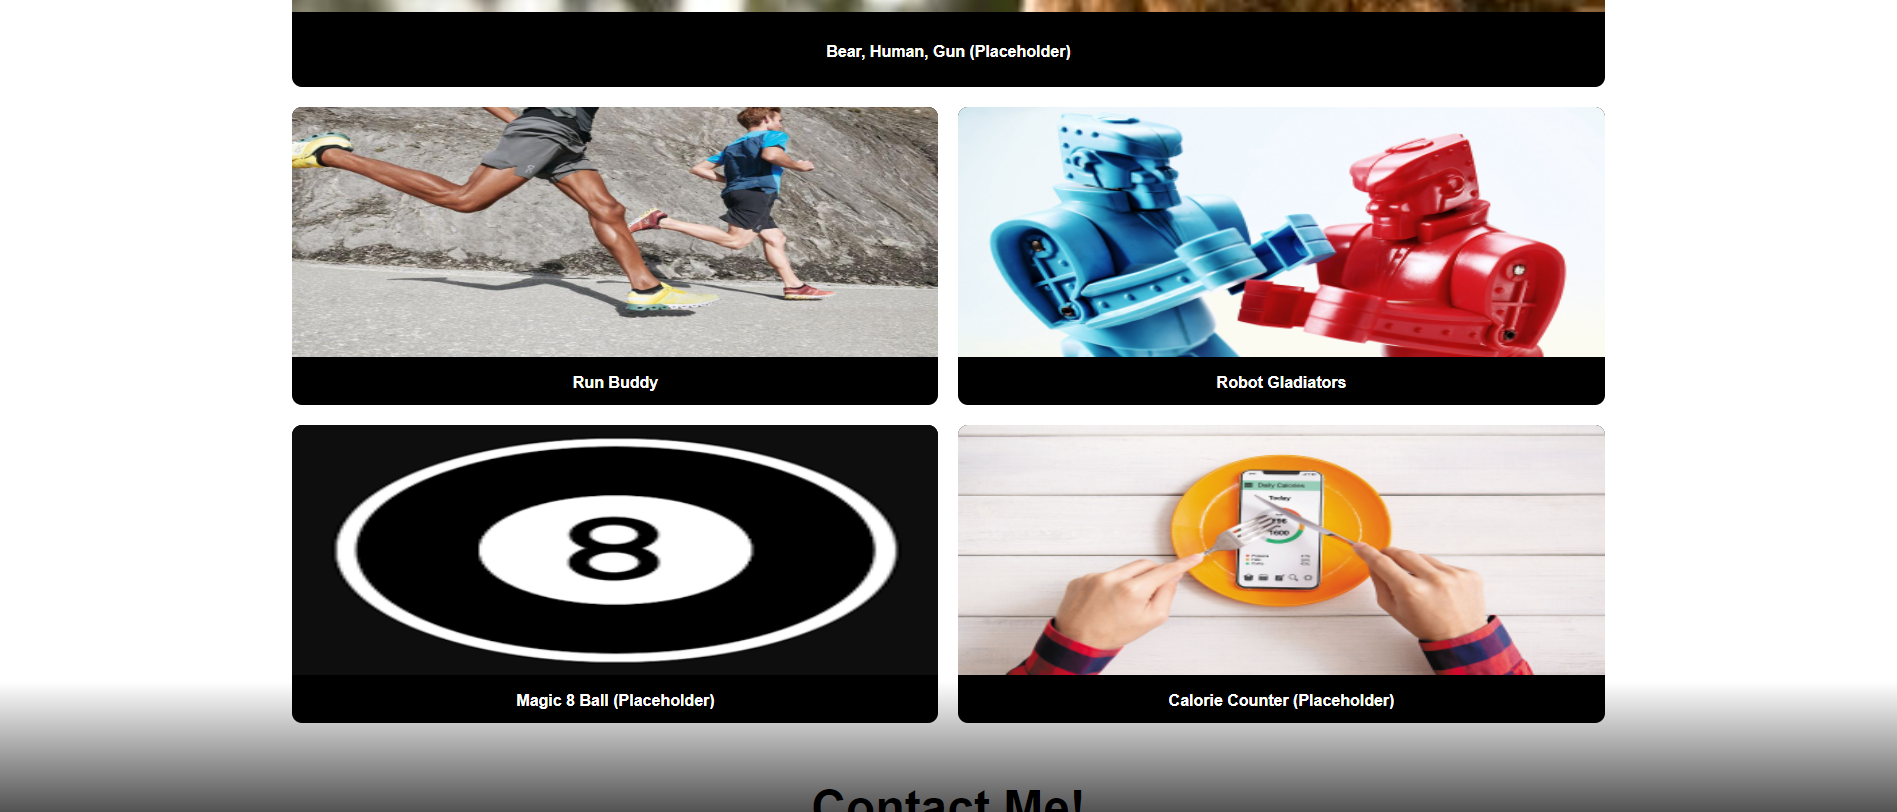 Bear, Human, Gun (Placeholder)
Run Buddy
Robot Gladiators
8
Daily Calories
Today
1600
Magic 8 Ball (Placeholder)
Calorie Counter (Placeholder)
Contact Me!